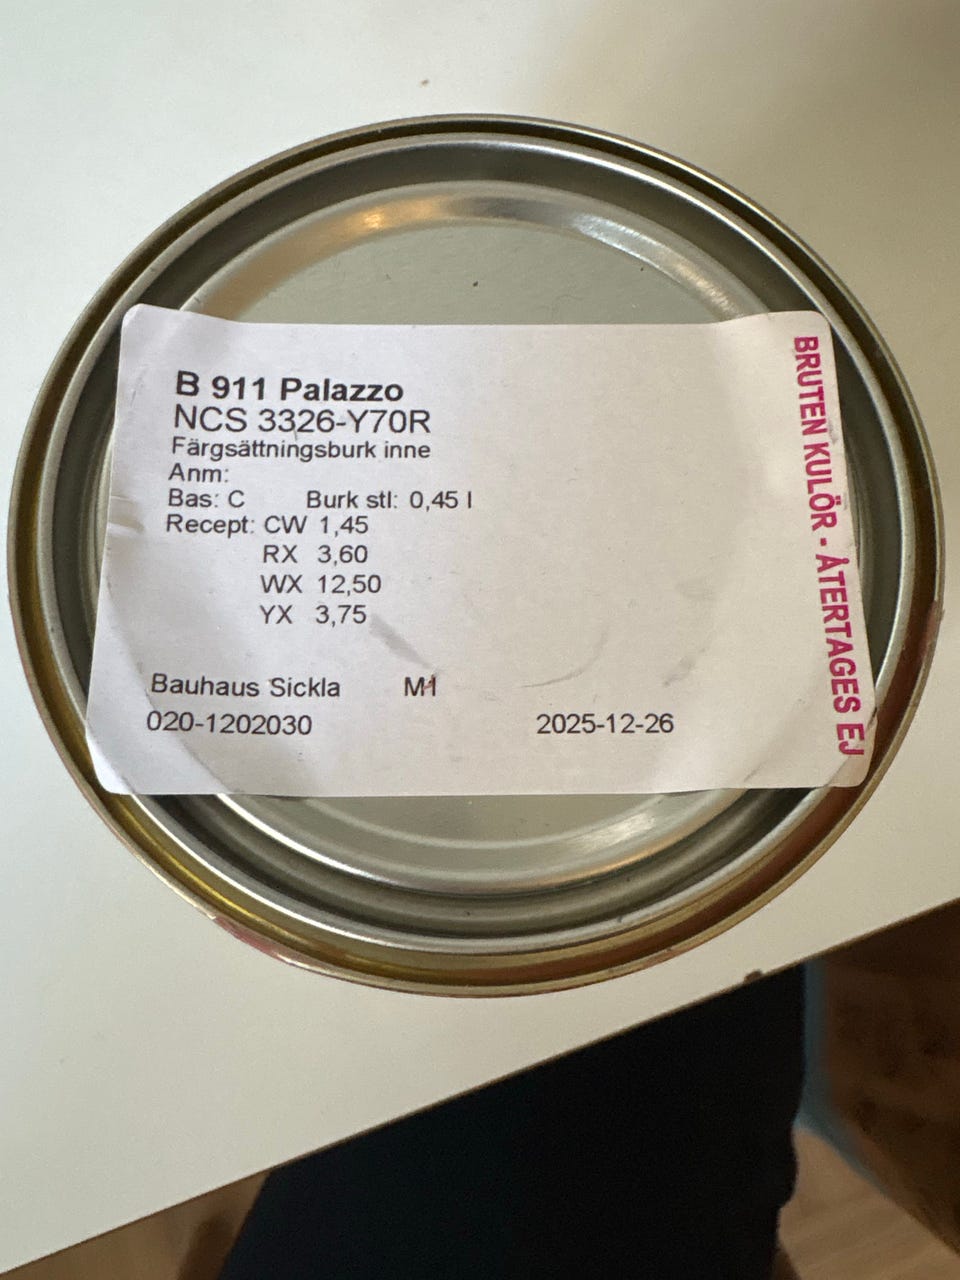 B 911 Palazzo
NCS 3326-Y70R
Färgsättningsburk inne
Anm:
Bas: C Burk stl: 0,45 l
Recept: CW 1,45
RX 3,60
WX 12,50
YX 3,75
Bauhaus Sickla M1
020-1202030 2025-12-26
BRUTEN KULÖR - ÅTERTAGES EJ